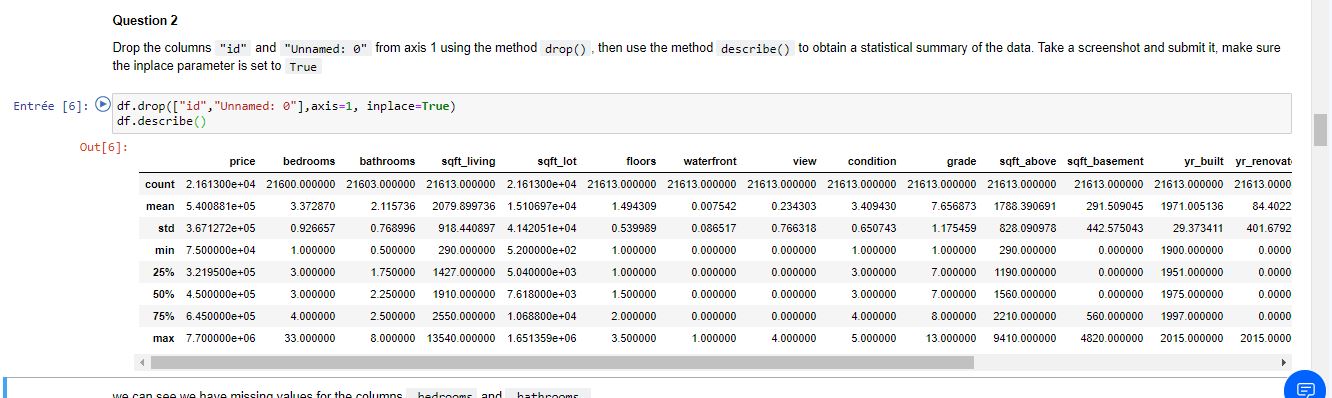 Question 2
Drop the columns "id" and "Unnamed: 0" from axis 1 using the method drop() , then use the method describe() to obtain a statistical summary of the data. Take a screenshot and submit it, make sure
the inplace parameter is set to True
Entrée [6]: df.drop(["id","Unnamed: 0"],axis=1, inplace=True)
df.describe()
Out[6]:
price bedrooms bathrooms sqft_living sqft_lot floors waterfront view condition grade sqft_above sqft_basement yr_built yr_renovat
count 2.161300e+04 21600.000000 21603.000000 21613.000000 2.161300e+04 21613.000000 21613.000000 21613.000000 21613.000000 21613.000000 21613.000000 21613.000000 21613.000000 21613.0000
mean 5.400881e+05 3.372870 2.115736 2079.899736 1.510697e+04 1.494309 0.007542 0.234303 3.409430 7.656873 1788.390691 291.509045 1971.005136 84.4022
std 3.671272e+05 0.926657 0.768996 918.440897 4.142051e+04 0.539989 0.086517 0.766318 0.650743 1.175459 828.090978 442.575043 29.373411 401.6792
min 7.500000e+04 1.000000 0.500000 290.000000 5.200000e+02 1.000000 0.000000 0.000000 1.000000 1.000000 290.000000 0.000000 1900.000000 0.0000
25% 3.219500e+05 3.000000 1.750000 1427.000000 5.040000e+03 1.000000 0.000000 0.000000 3.000000 7.000000 1190.000000 0.000000 1951.000000 0.0000
50% 4.500000e+05 3.000000 2.250000 1910.000000 7.618000e+03 1.500000 0.000000 0.000000 3.000000 7.000000 1560.000000 0.000000 1975.000000 0.0000
75% 6.450000e+05 4.000000 2.500000 2550.000000 1.068800e+04 2.000000 0.000000 0.000000 4.000000 8.000000 2210.000000 560.000000 1997.000000 0.0000
max 7.700000e+06 33.000000 8.000000 13540.000000 1.651359e+06 3.500000 1.000000 4.000000 5.000000 13.000000 9410.000000 4820.000000 2015.000000 2015.0000
we can see we have missing values for the columns bedrooms and bathrooms